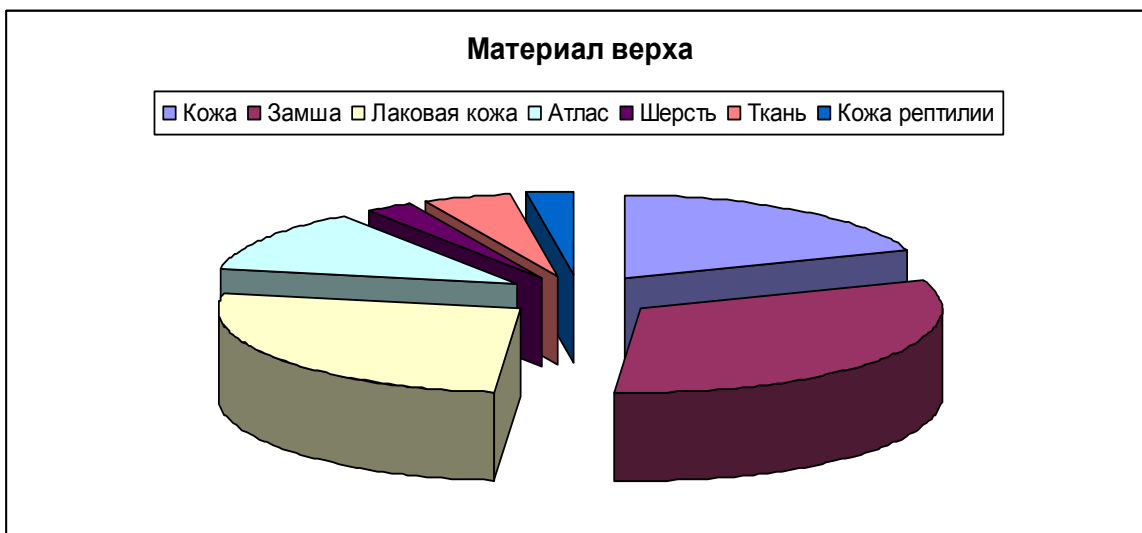 Материал верха
Кожа Замша Лаковая кожа Атлас Шерсть Ткань Кожа рептилии